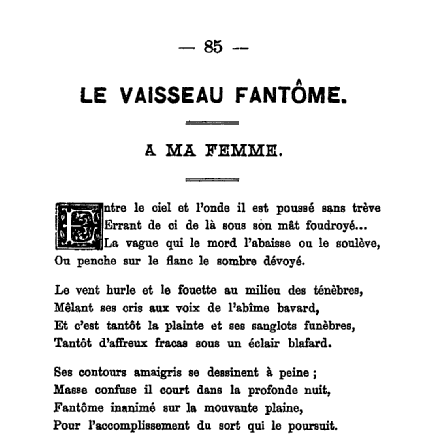 — 85 —
LE VAISSEAU FANTÔME.
A MA FEMME.
Entre le ciel et l'onde il est poussé sans trève
Errant de ci de là sous son mât foudroyé...
La vague qui le mord l'abaisse ou le soulève,
Ou penche sur le flanc le sombre dévoyé.
Le vent hurle et le fouette au milieu des ténèbres,
Mêlant ses cris aux voix de l'abîme bavard,
Et c'est tantôt la plainte et ses sanglots funèbres,
Tantôt d'affreux fracas sous un éclair blafard.
Ses contours amaigris se dessinent à peine ;
Masse confuse il court dans la profonde nuit,
Fantôme inanimé sur la mouvante plaine,
Pour l'accomplissement du sort qui le poursuit.